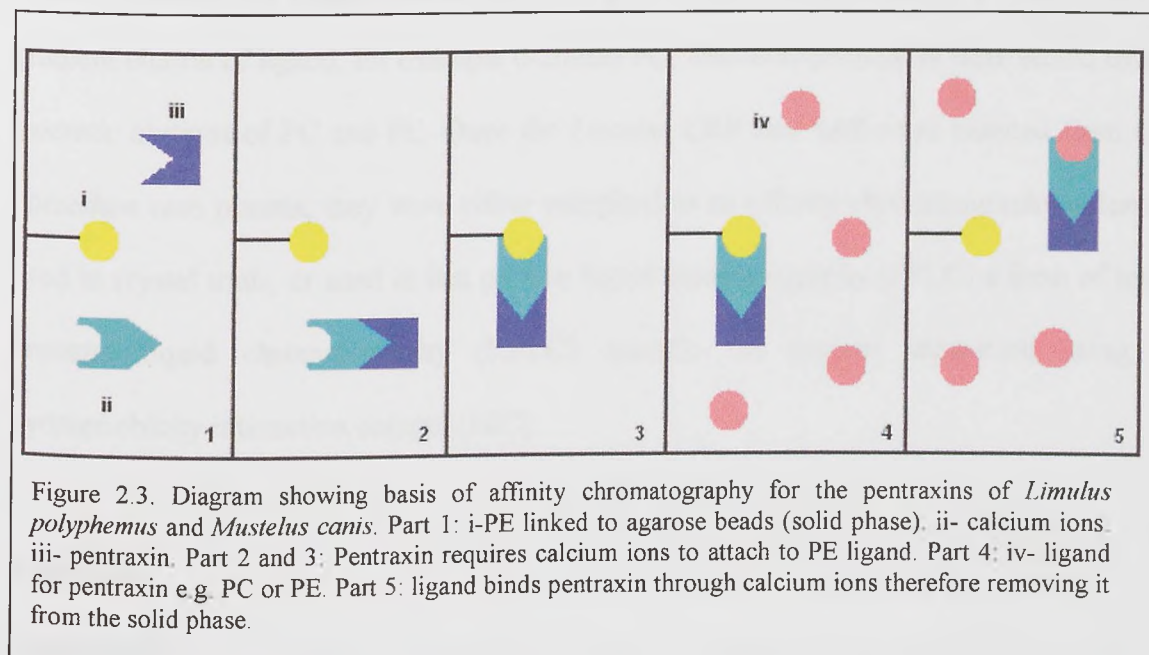 iii
i
iv
ii
1
2
3
4
5
Figure 2.3. Diagram showing basis of affinity chromatography for the pentraxins of Limulus
polyphemus and Mustelus canis. Part 1: i-PE linked to agarose beads (solid phase). ii- calcium ions.
iii- pentraxin. Part 2 and 3: Pentraxin requires calcium ions to attach to PE ligand. Part 4: iv- ligand
for pentraxin e.g. PC or PE. Part 5: ligand binds pentraxin through calcium ions therefore removing it
from the solid phase.